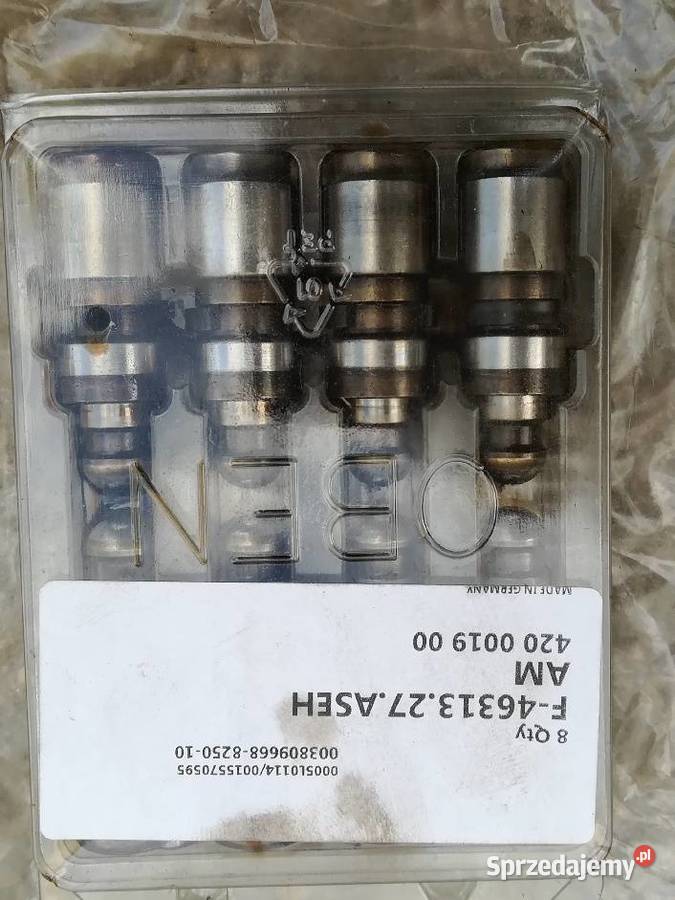 0005L0114/0015570595
003809668-8250-10
8 Qty
F-46313.27.ASEH
AM
420 0019 00
MADE IN GERMANY
OBEN
Sprzedajemy.pl